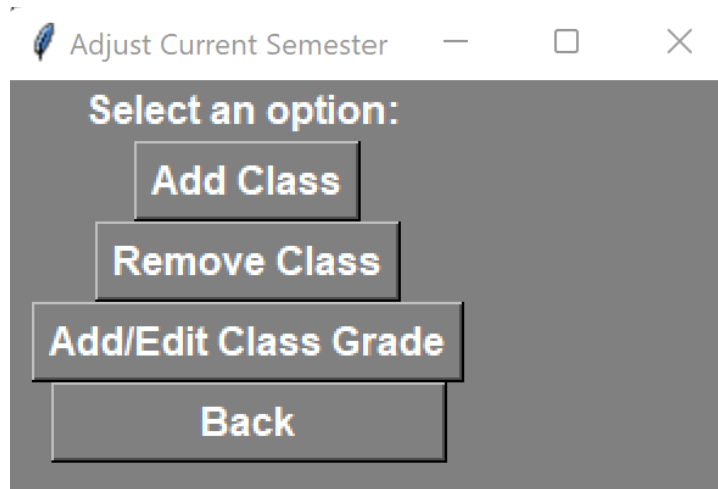 Adjust Current Semester
Select an option:
Add Class
Remove Class
Add/Edit Class Grade
Back